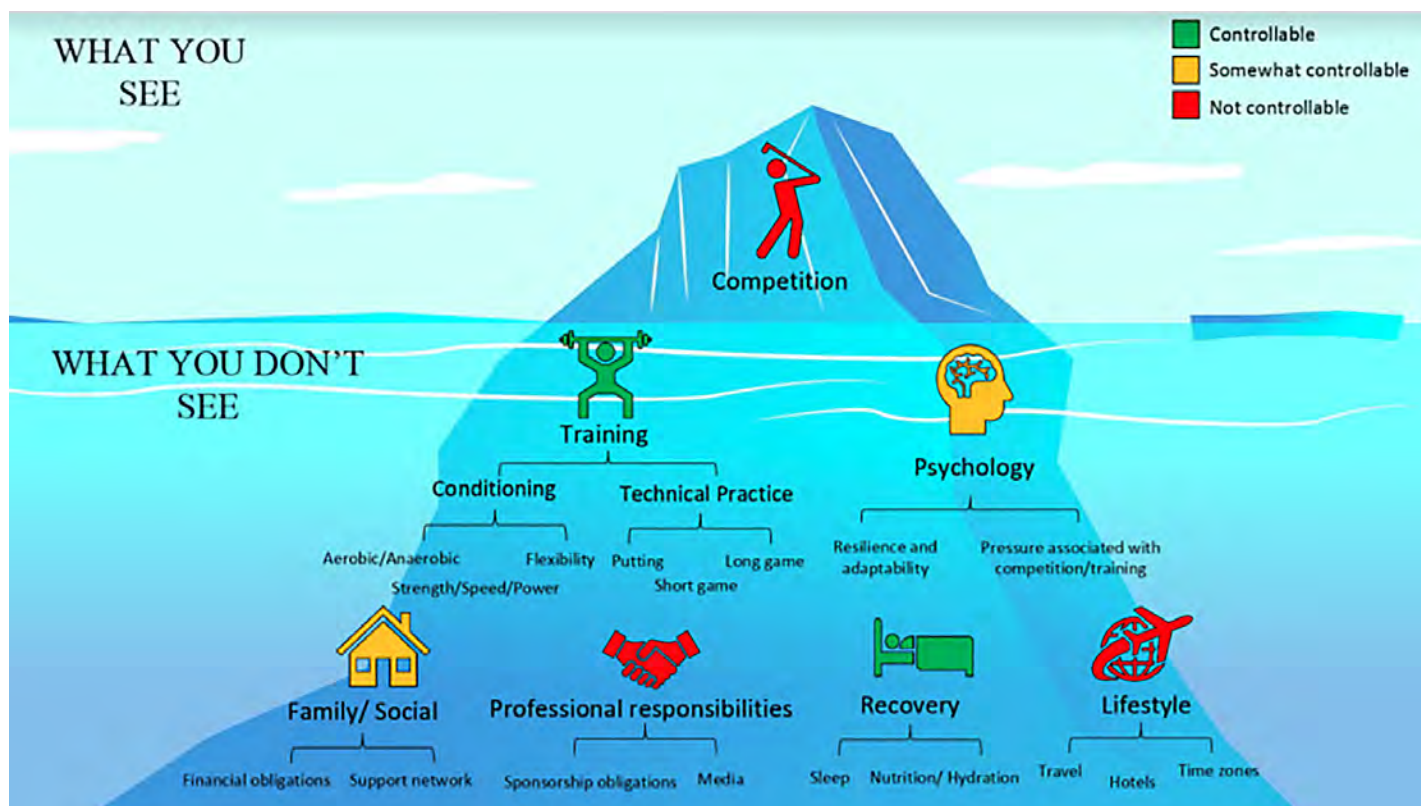 WHAT YOU
SEE
Controllable
Somewhat controllable
Not controllable
Competition
WHAT YOU DON'T
SEE
Training
Psychology
Conditioning
Technical Practice
Aerobic/Anaerobic
Flexibility
Strength/Speed/Power
Putting
Long game
Short game
Resilience and
adaptability
Pressure associated with
competition/training
Family/ Social
Professional responsibilities
Recovery
Lifestyle
Financial obligations
Support network
Sponsorship obligations
Media
Sleep
Nutrition/ Hydration
Travel
Hotels
Time zones